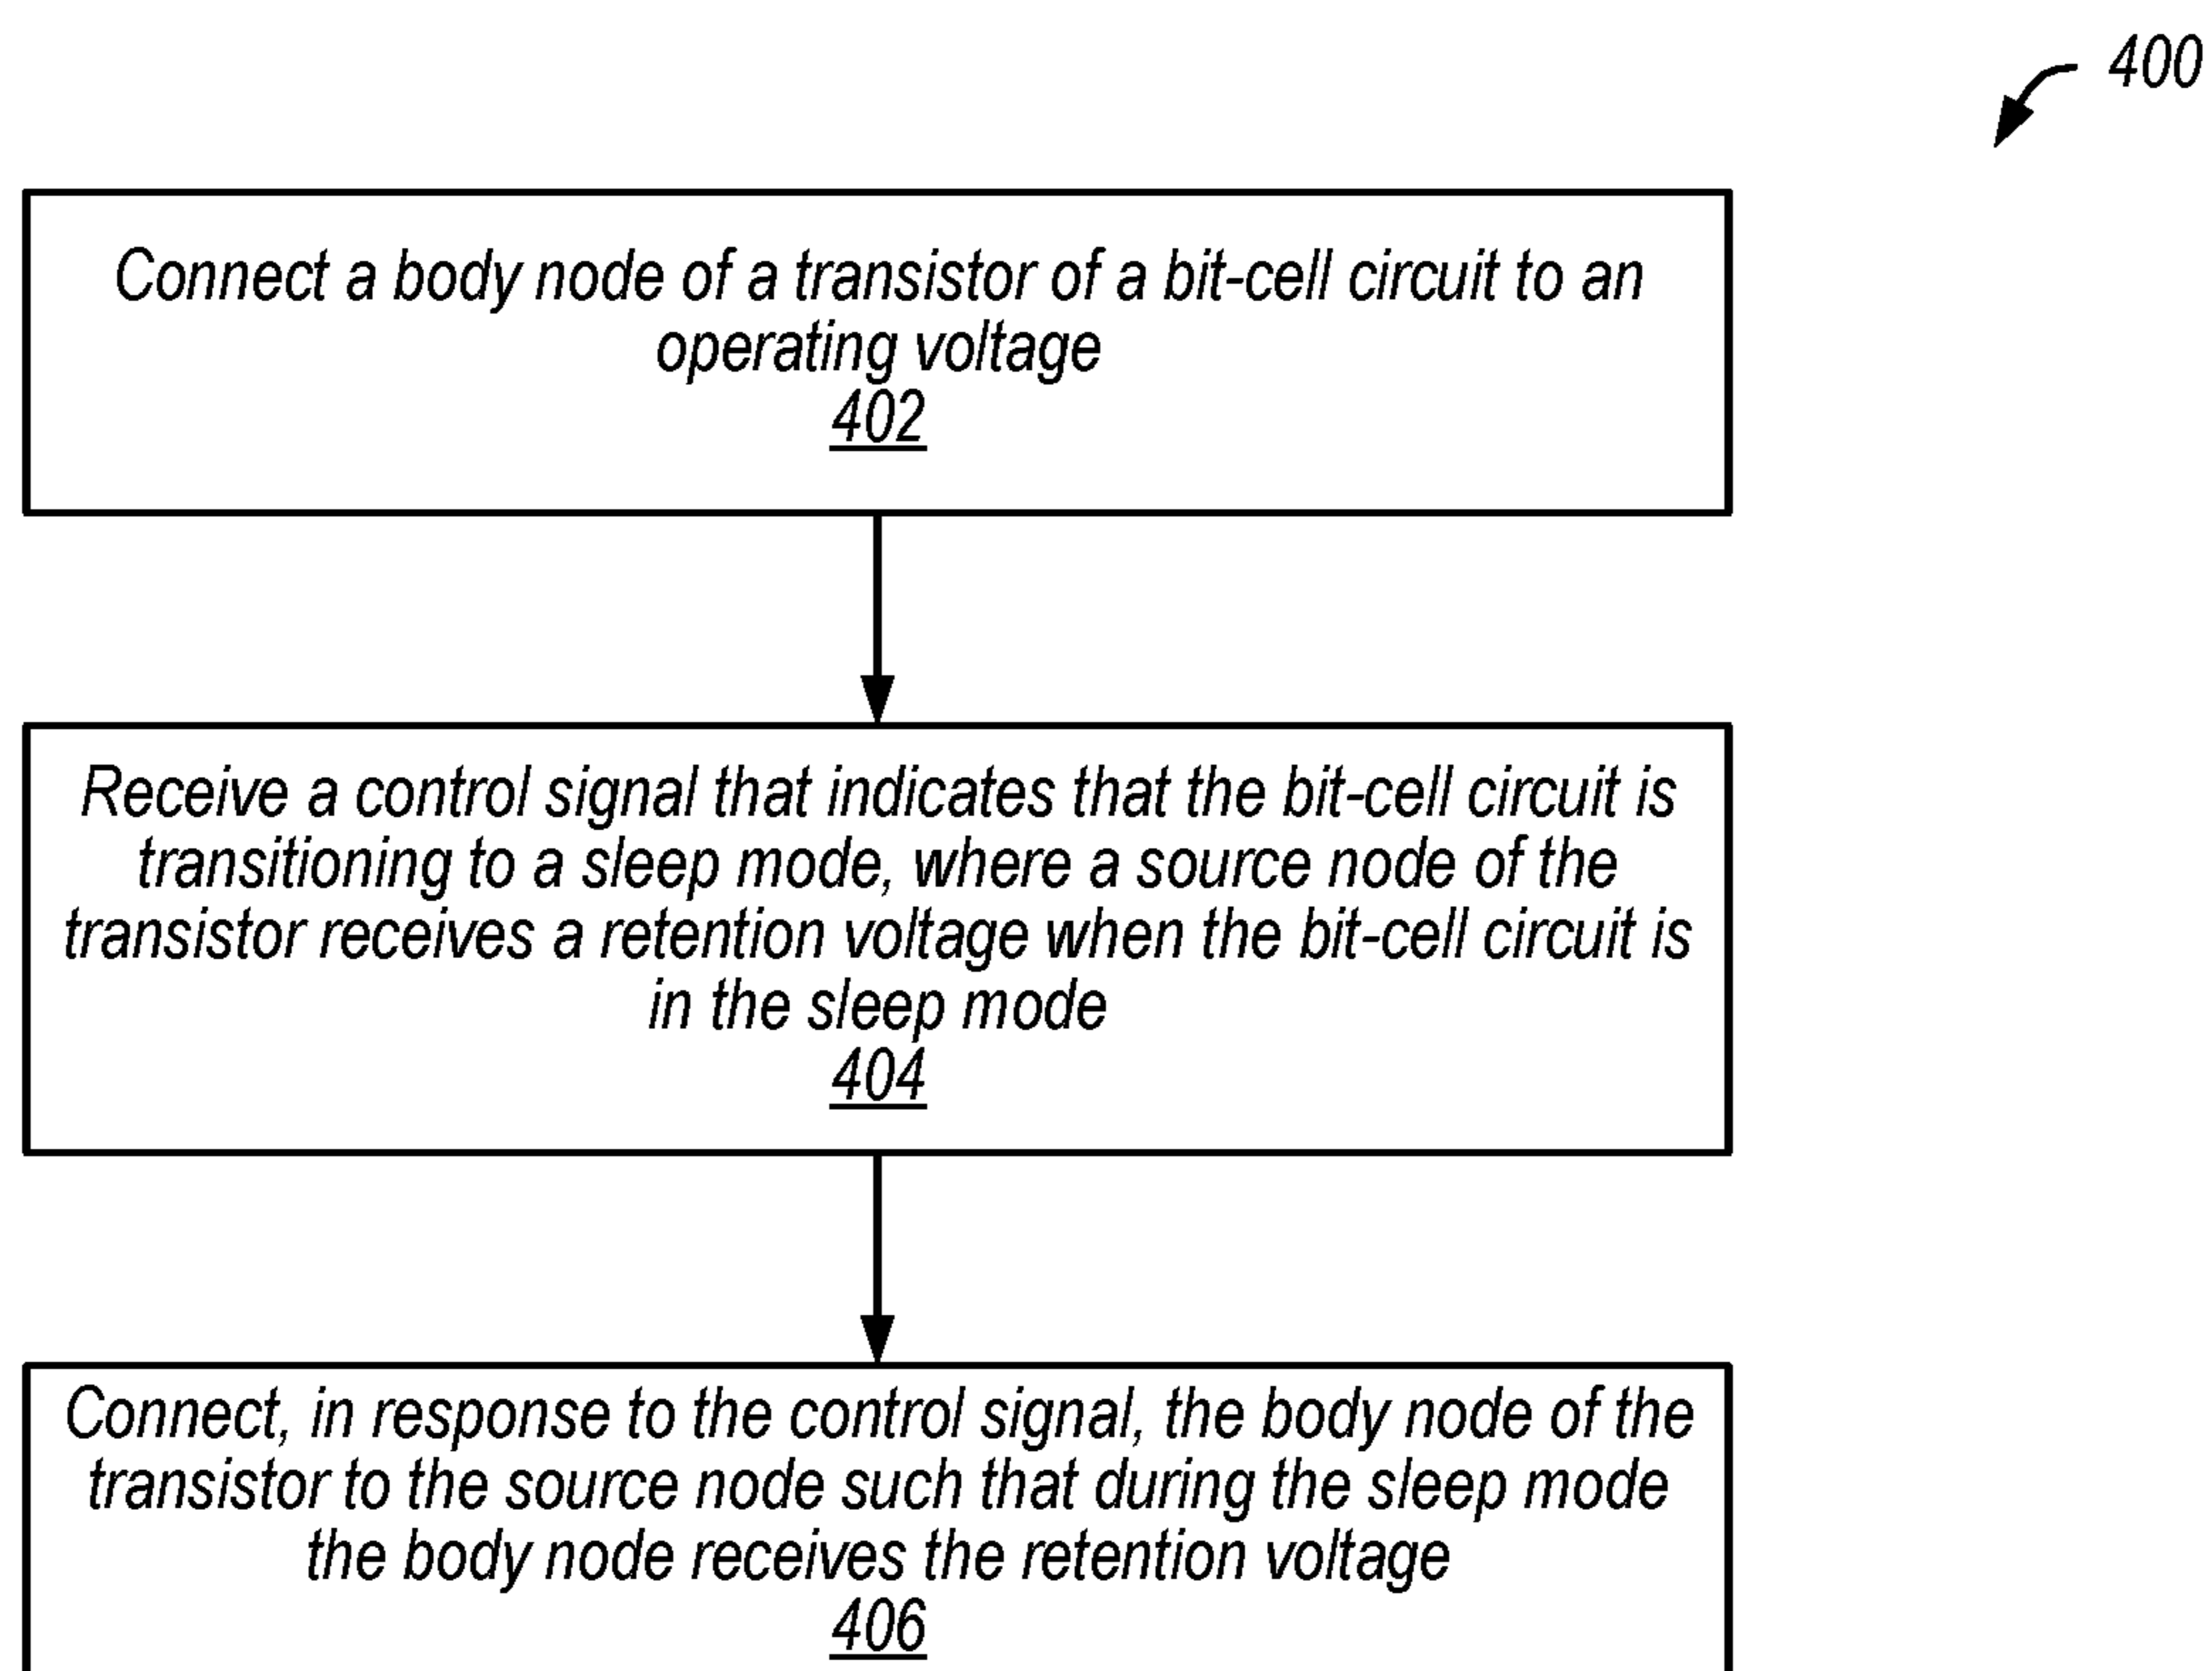 400
Connect a body node of a transistor of a bit-cell circuit to an
operating voltage
402
Receive a control signal that indicates that the bit-cell circuit is
transitioning to a sleep mode, where a source node of the
transistor receives a retention voltage when the bit-cell circuit is
in the sleep mode
404
Connect, in response to the control signal, the body node of the
transistor to the source node such that during the sleep mode
the body node receives the retention voltage
406